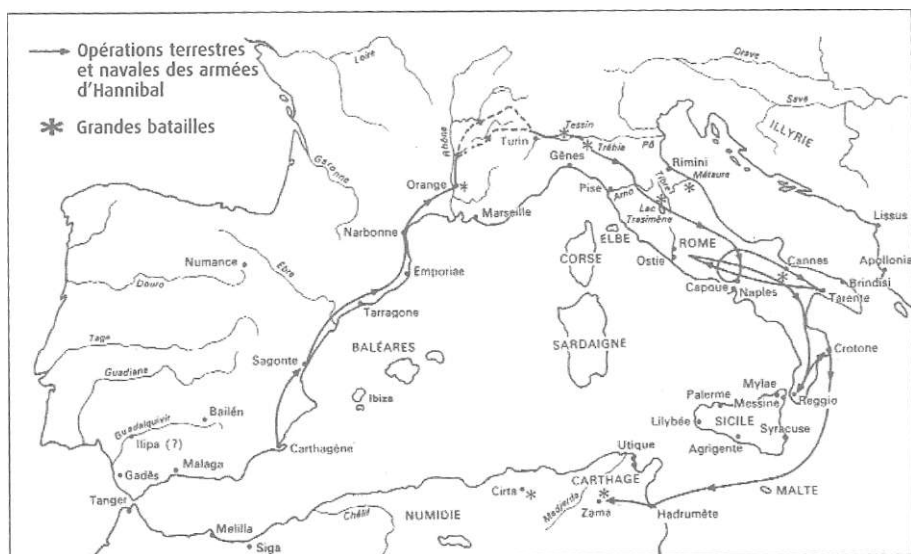 Opérations terrestres
et navales des armées
d'Hannibal
Grandes batailles
Loire
Drave
Save
ILLYRIE
Garonne
Rhône
Turin
Tessin
Trébie
Pô
Gênes
Rimini
Métaure
Orange
Pise
Arno
Tibre
Lac
Trasimène
Marseille
Narbonne
ELBE
CORSE
ROME
Ostie
Lissus
Apollonia
Numance
Ebre
Emporiae
Cannes
Brindisi
Douro
Tarragone
Capoue
Naples
Tarente
Tage
Sagonte
BALÉARES
SARDAIGNE
Guadiane
Ibiza
Crotone
Guadalquivir
Bailén
Ilipa (?)
Mylae
Palerme
Messine
Reggio
Lilybée
SICILE
Syracuse
Agrigente
Carthagène
Gadès
Malaga
Utique
CARTHAGE
MALTE
Tanger
Cirta
Medjerda
Zama
Hadrumète
Melilla
Chélif
NUMIDIE
Siga